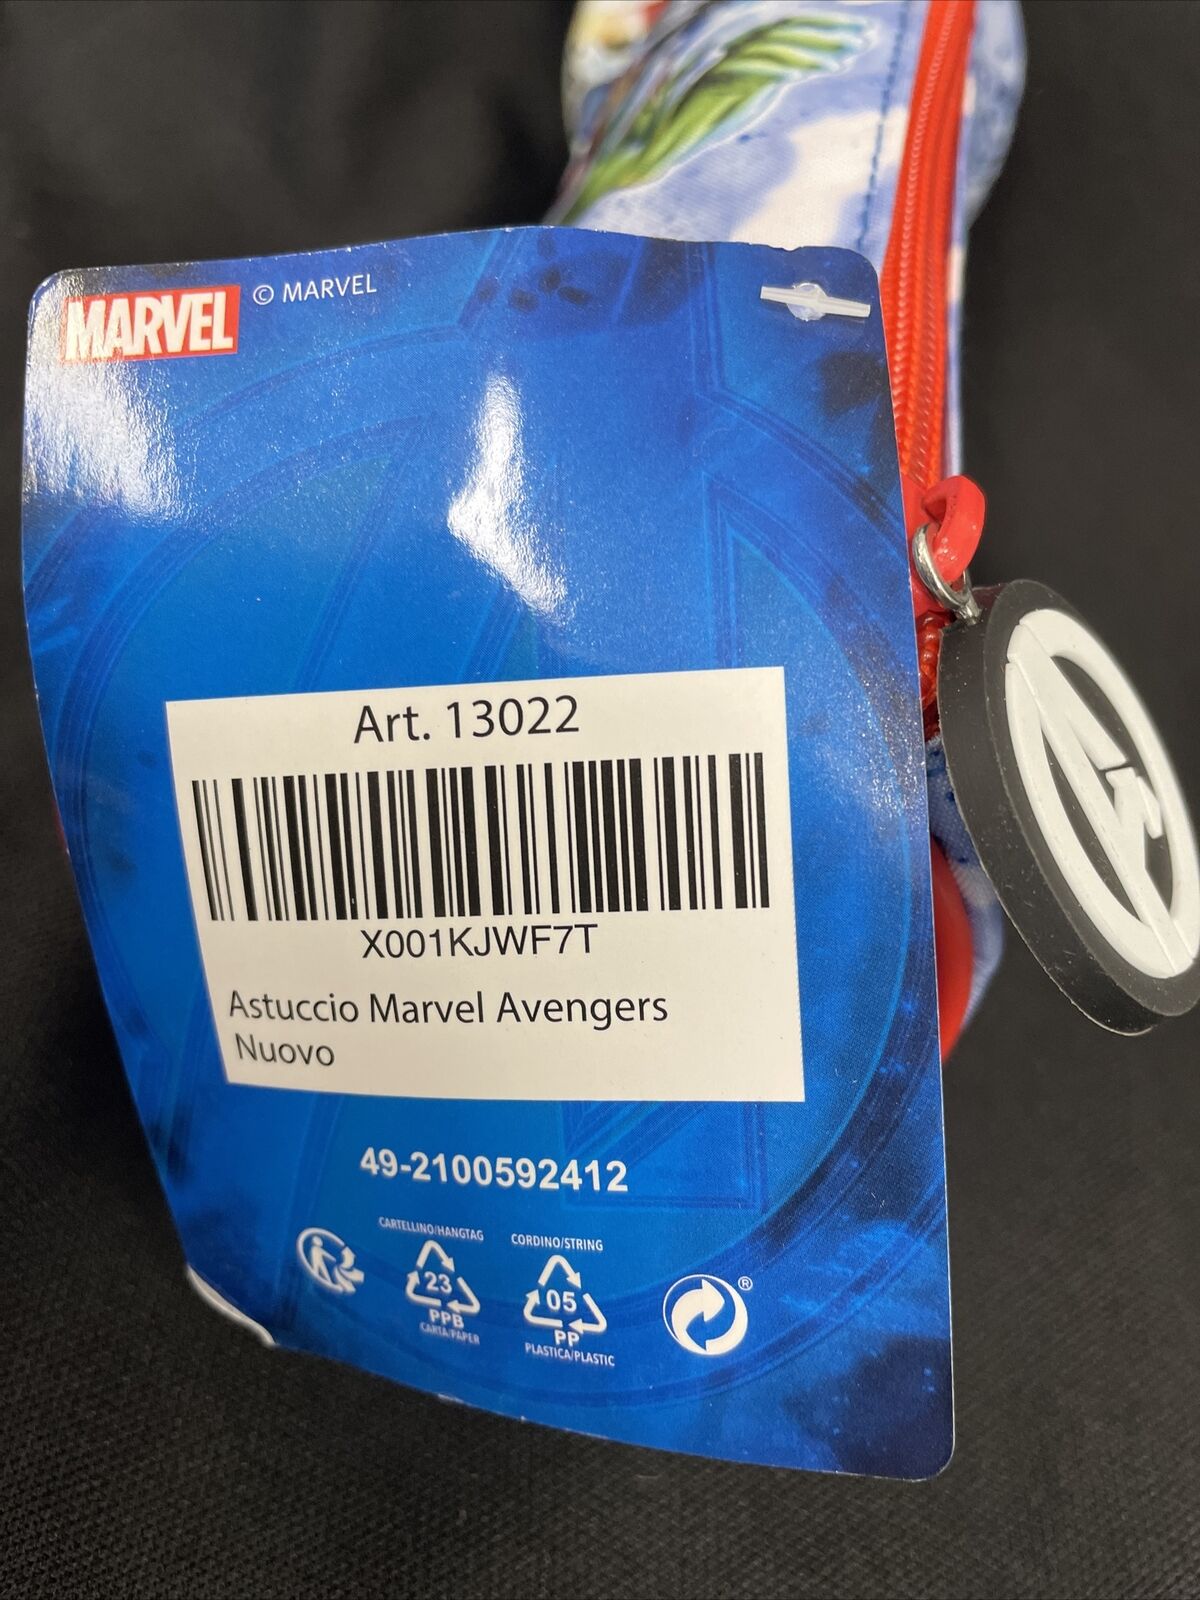 MARVEL
© MARVEL
Art. 13022
X001KJWF7T
Astuccio Marvel Avengers
Nuovo
49-2100592412
CARTELLINO/HANGTAG
23
PPB
CARTA/PAPER
CORDINO/STRING
05
PP
PLASTICA/PLASTIC
®